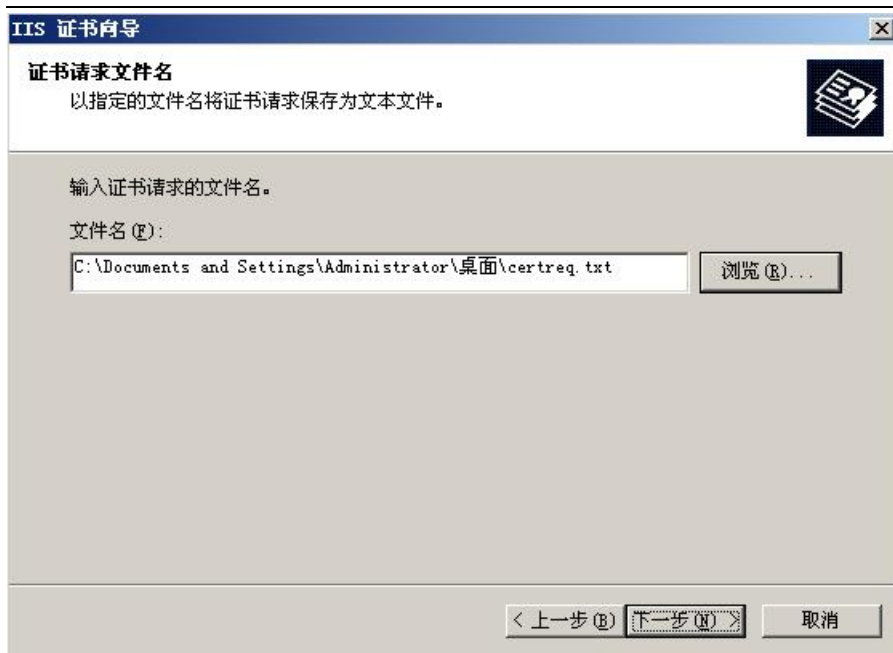 IIS 证书向导
证书请求文件名
以指定的文件名将证书请求保存为文本文件。
输入证书请求的文件名。
文件名(F):
C:\Documents and Settings\Administrator\桌面\certreq.txt
浏览(R)...
< 上一步(B) 下一步(N) > 取消